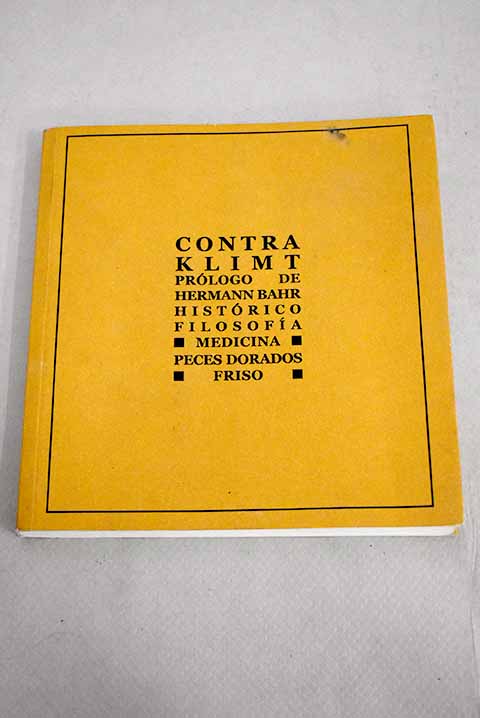 CONTRA
KLIMT
PRÓLOGO DE
HERMANN BAHR
HISTÓRICO
FILOSOFÍA
■ MEDICINA ■
PECES DORADOS
■ FRISO ■